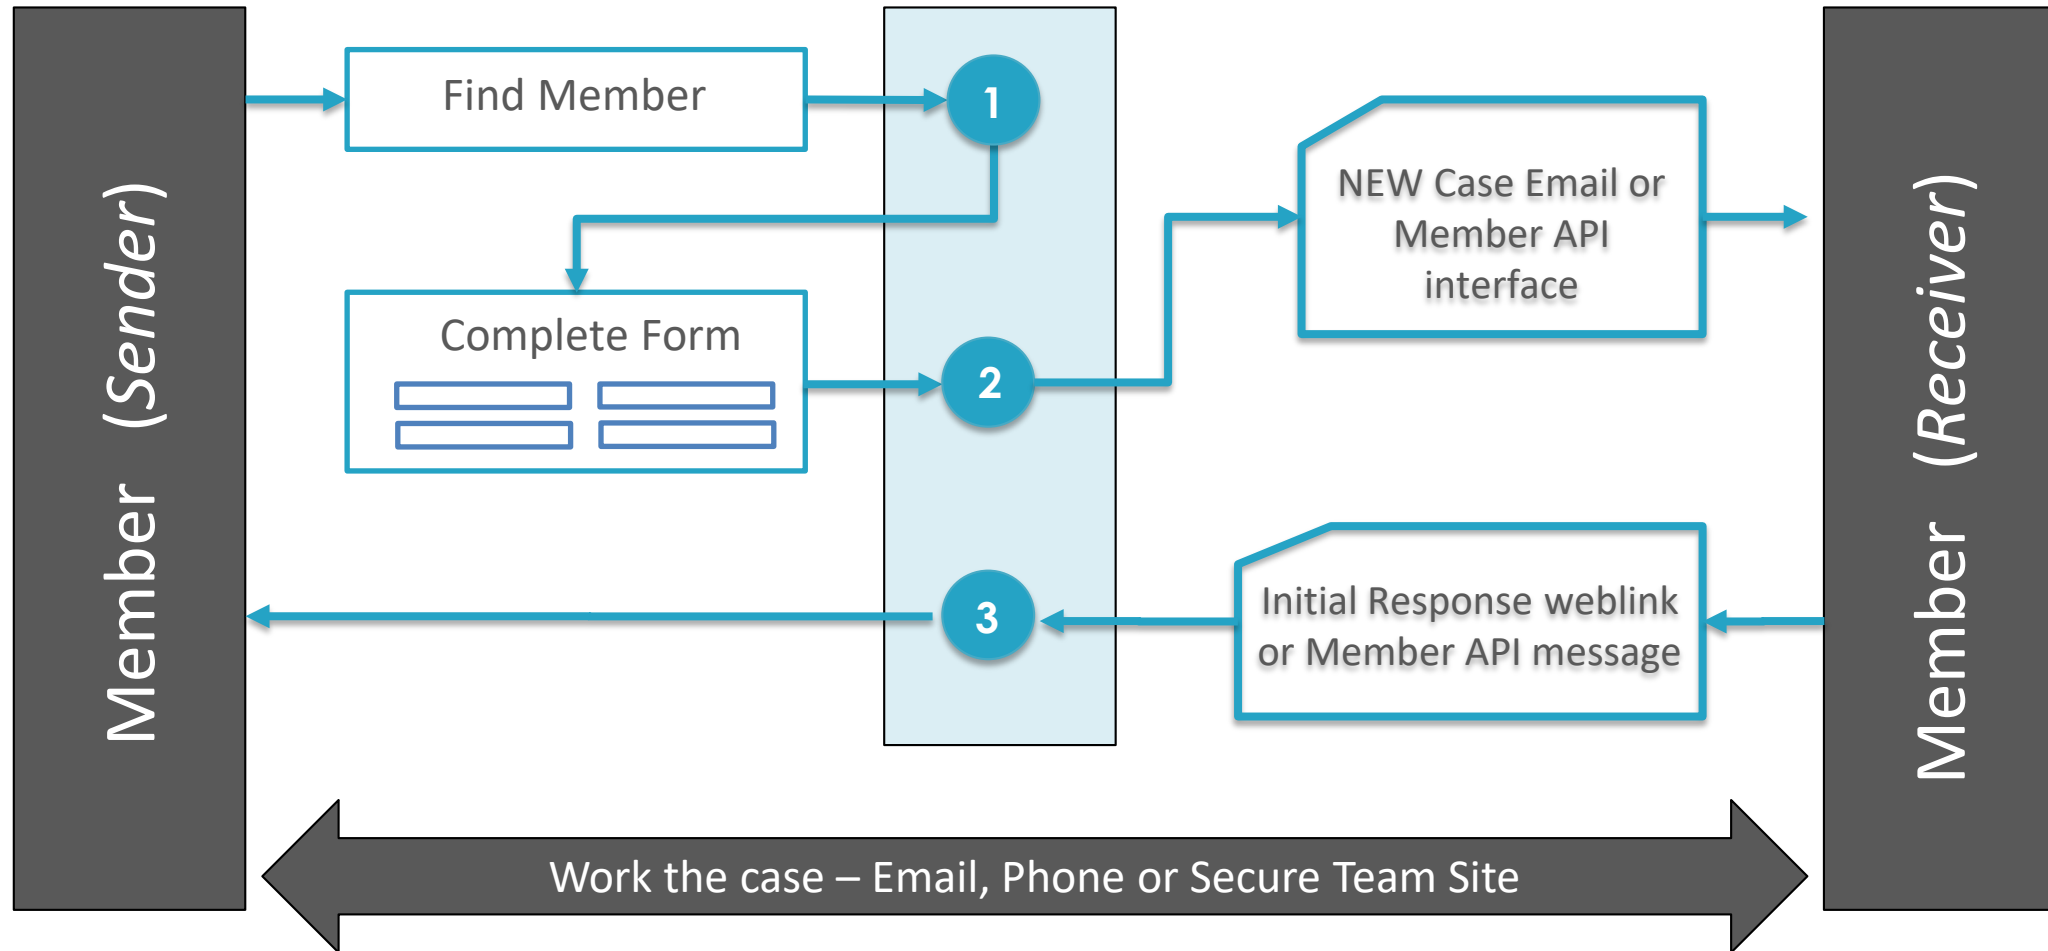 Member (Sender)
Find Member
1
NEW Case Email or
Member API
interface
Complete Form
2
Initial Response weblink
or Member API message
3
Member (Receiver)
Work the case – Email, Phone or Secure Team Site